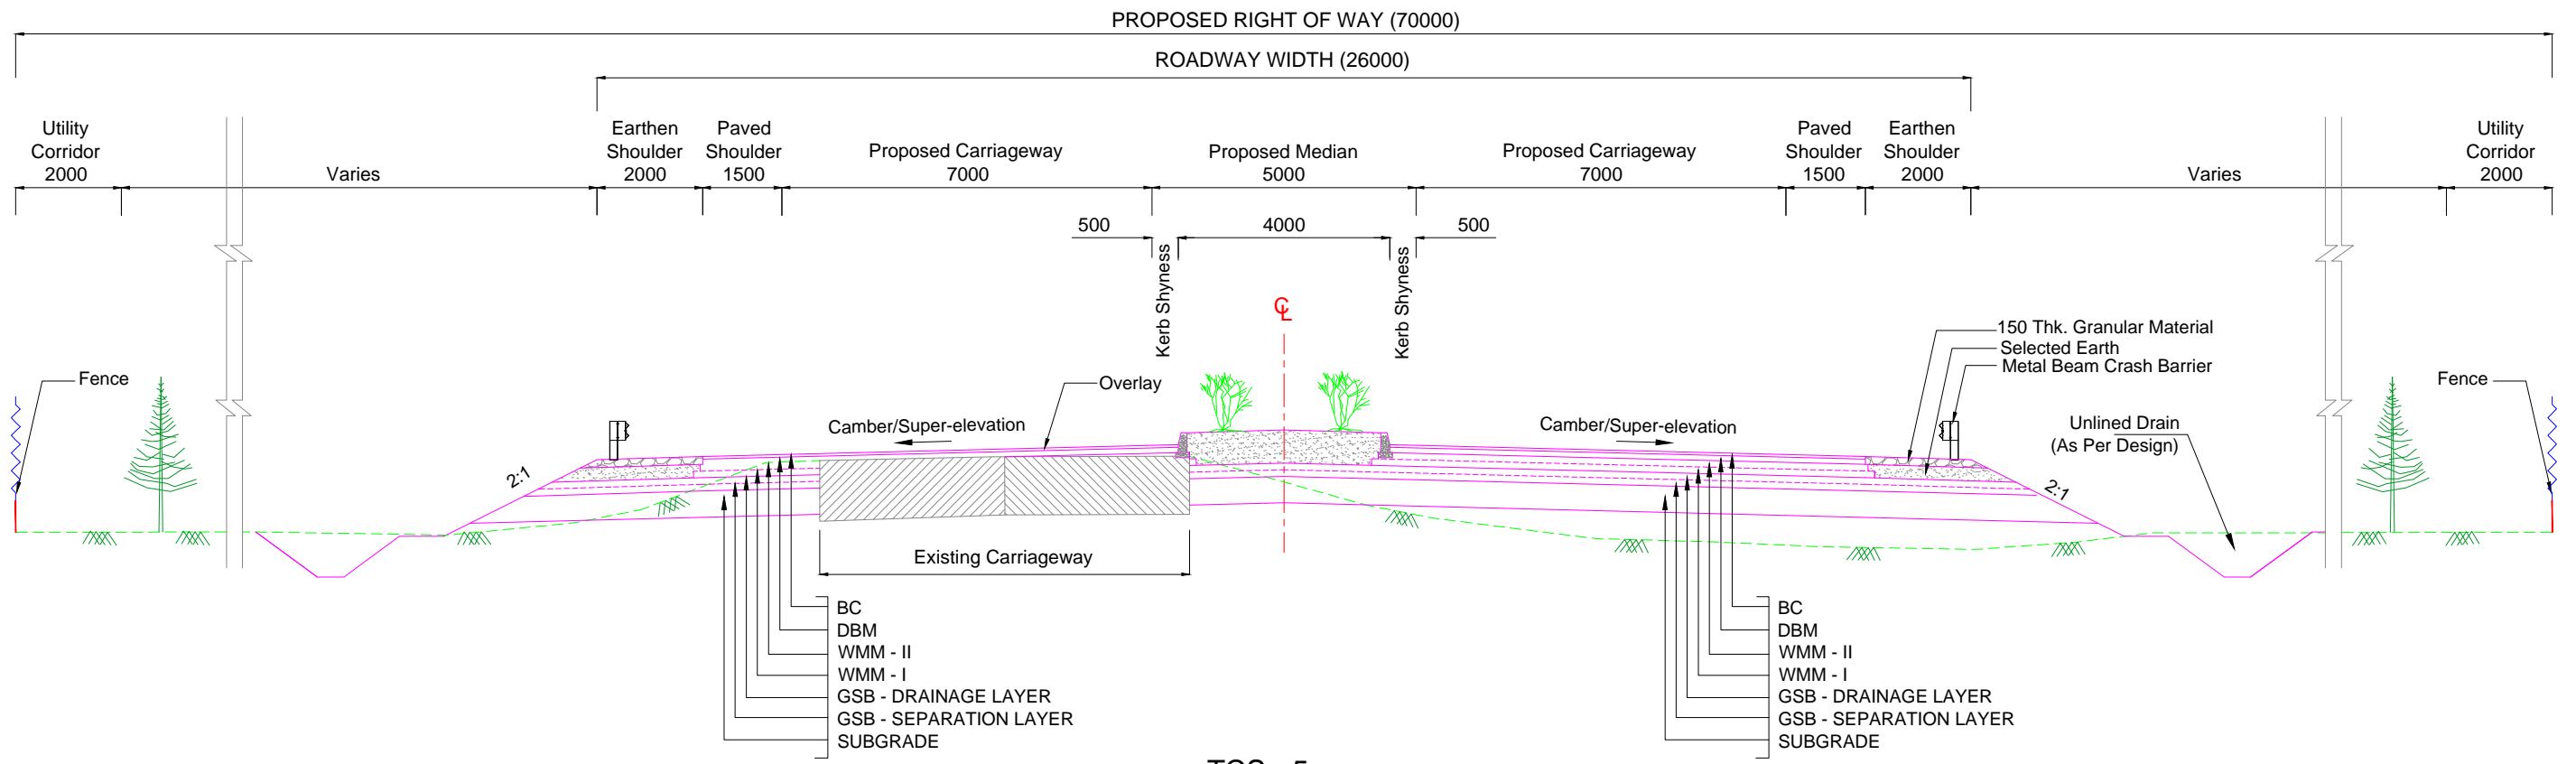 PROPOSED RIGHT OF WAY (70000)
ROADWAY WIDTH (26000)
Utility
Corridor
2000
Varies
Earthen
Shoulder
2000
Paved
Shoulder
1500
Proposed Carriageway
7000
Proposed Median
5000
Proposed Carriageway
7000
Paved
Shoulder
1500
Earthen
Shoulder
2000
Varies
Utility
Corridor
2000
500
4000
500
Kerb Shyness
Kerb Shyness
CL
Fence
Overlay
Camber/Super-elevation
Camber/Super-elevation
150 Thk. Granular Material
Selected Earth
Metal Beam Crash Barrier
Unlined Drain
(As Per Design)
Fence
2:1
2:1
Existing Carriageway
BC
DBM
WMM - II
WMM - I
GSB - DRAINAGE LAYER
GSB - SEPARATION LAYER
SUBGRADE
BC
DBM
WMM - II
WMM - I
GSB - DRAINAGE LAYER
GSB - SEPARATION LAYER
SUBGRADE